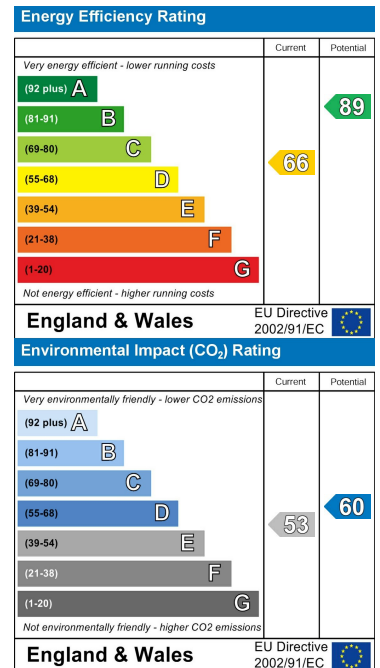 Energy Efficiency Rating
Current Potential
Very energy efficient - lower running costs
(92 plus) A
(81-91) B
89
(69-80) C
66
(55-68) D
(39-54) E
(21-38) F
(1-20) G
Not energy efficient - higher running costs
England & Wales
EU Directive
2002/91/EC
Environmental Impact (CO₂) Rating
Current Potential
Very environmentally friendly - lower CO2 emissions
(92 plus) A
(81-91) B
(69-80) C
(55-68) D
60
53
(39-54) E
(21-38) F
(1-20) G
Not environmentally friendly - higher CO2 emissions
England & Wales
EU Directive
2002/91/EC